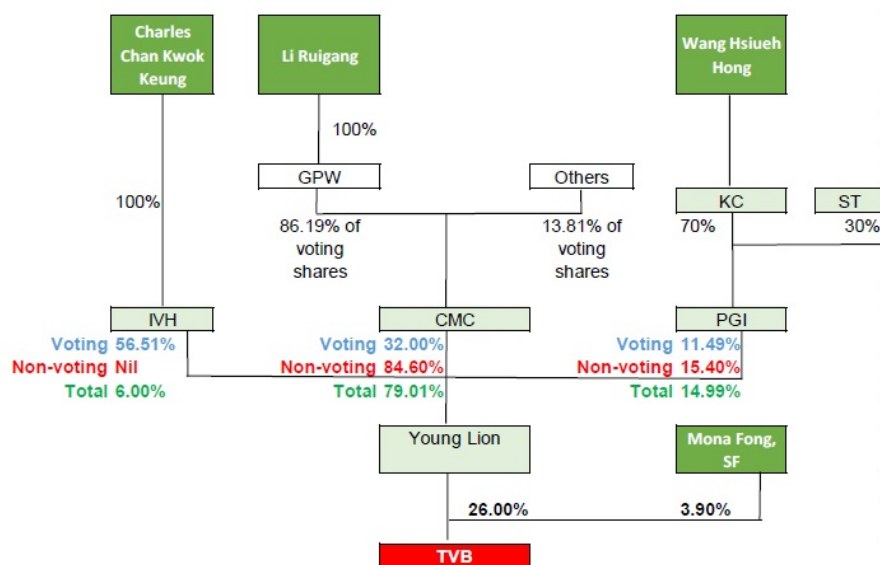 Charles
Chan Kwok
Keung
Li Ruigang
Wang Hsiueh
Hong
100%
GPW
Others
KC
ST
100%
86.19% of
voting
shares
13.81% of
voting
shares
70%
30%
IVH
CMC
PGI
Voting 56.51%
Non-voting Nil
Total 6.00%
Voting 32.00%
Non-voting 84.60%
Total 79.01%
Voting 11.49%
Non-voting 15.40%
Total 14.99%
Young Lion
Mona Fong,
SF
26.00%
3.90%
TVB